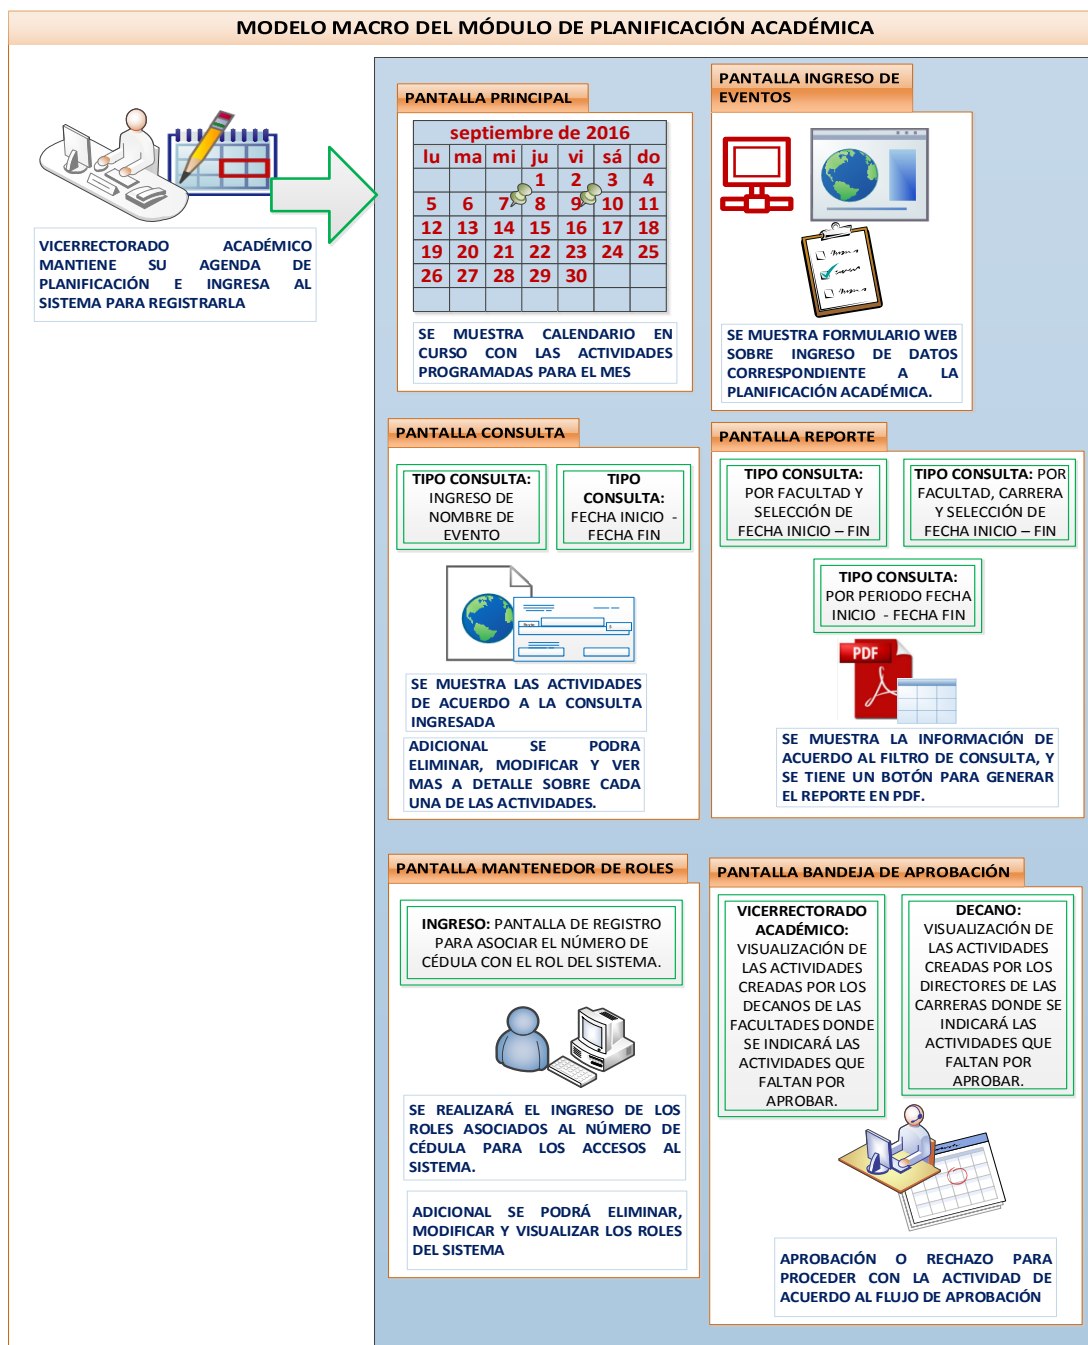 MODELO MACRO DEL MÓDULO DE PLANIFICACIÓN ACADÉMICA
VICERRECTORADO ACADÉMICO
MANTIENE SU AGENDA DE
PLANIFICACIÓN E INGRESA AL
SISTEMA PARA REGISTRARLA
PANTALLA PRINCIPAL
septiembre de 2016
lu ma mi ju vi sá do
1 2 3 4
5 6 7 8 9 10 11
12 13 14 15 16 17 18
19 20 21 22 23 24 25
26 27 28 29 30
SE MUESTRA CALENDARIO EN
CURSO CON LAS ACTIVIDADES
PROGRAMADAS PARA EL MES
PANTALLA INGRESO DE
EVENTOS
SE MUESTRA FORMULARIO WEB
SOBRE INGRESO DE DATOS
CORRESPONDIENTE A LA
PLANIFICACIÓN ACADÉMICA.
PANTALLA CONSULTA
TIPO CONSULTA:
INGRESO DE
NOMBRE DE
EVENTO
TIPO
CONSULTA:
FECHA INICIO -
FECHA FIN
SE MUESTRA LAS ACTIVIDADES
DE ACUERDO A LA CONSULTA
INGRESADA
ADICIONAL SE PODRA
ELIMINAR, MODIFICAR Y VER
MAS A DETALLE SOBRE CADA
UNA DE LAS ACTIVIDADES.
PANTALLA REPORTE
TIPO CONSULTA:
POR FACULTAD Y
SELECCIÓN DE
FECHA INICIO – FIN
TIPO CONSULTA: POR
FACULTAD, CARRERA
Y SELECCIÓN DE
FECHA INICIO – FIN
TIPO CONSULTA:
POR PERIODO FECHA
INICIO - FECHA FIN
PDF
SE MUESTRA LA INFORMACIÓN DE
ACUERDO AL FILTRO DE CONSULTA, Y
SE TIENE UN BOTÓN PARA GENERAR
EL REPORTE EN PDF.
PANTALLA MANTENEDOR DE ROLES
INGRESO: PANTALLA DE REGISTRO
PARA ASOCIAR EL NÚMERO DE
CÉDULA CON EL ROL DEL SISTEMA.
SE REALIZARÁ EL INGRESO DE LOS
ROLES ASOCIADOS AL NÚMERO DE
CÉDULA PARA LOS ACCESOS AL
SISTEMA.
ADICIONAL SE PODRÁ ELIMINAR,
MODIFICAR Y VISUALIZAR LOS ROLES
DEL SISTEMA
PANTALLA BANDEJA DE APROBACIÓN
VICERRECTORADO
ACADÉMICO:
VISUALIZACIÓN DE
LAS ACTIVIDADES
CREADAS POR LOS
DECANOS DE LAS
FACULTADES DONDE
SE INDICARÁ LAS
ACTIVIDADES QUE
FALTAN POR
APROBAR.
DECANO:
VISUALIZACIÓN DE
LAS ACTIVIDADES
CREADAS POR LOS
DIRECTORES DE LAS
CARRERAS DONDE SE
INDICARÁ LAS
ACTIVIDADES QUE
FALTAN POR
APROBAR.
APROBACIÓN O RECHAZO PARA
PROCEDER CON LA ACTIVIDAD DE
ACUERDO AL FLUJO DE APROBACIÓN